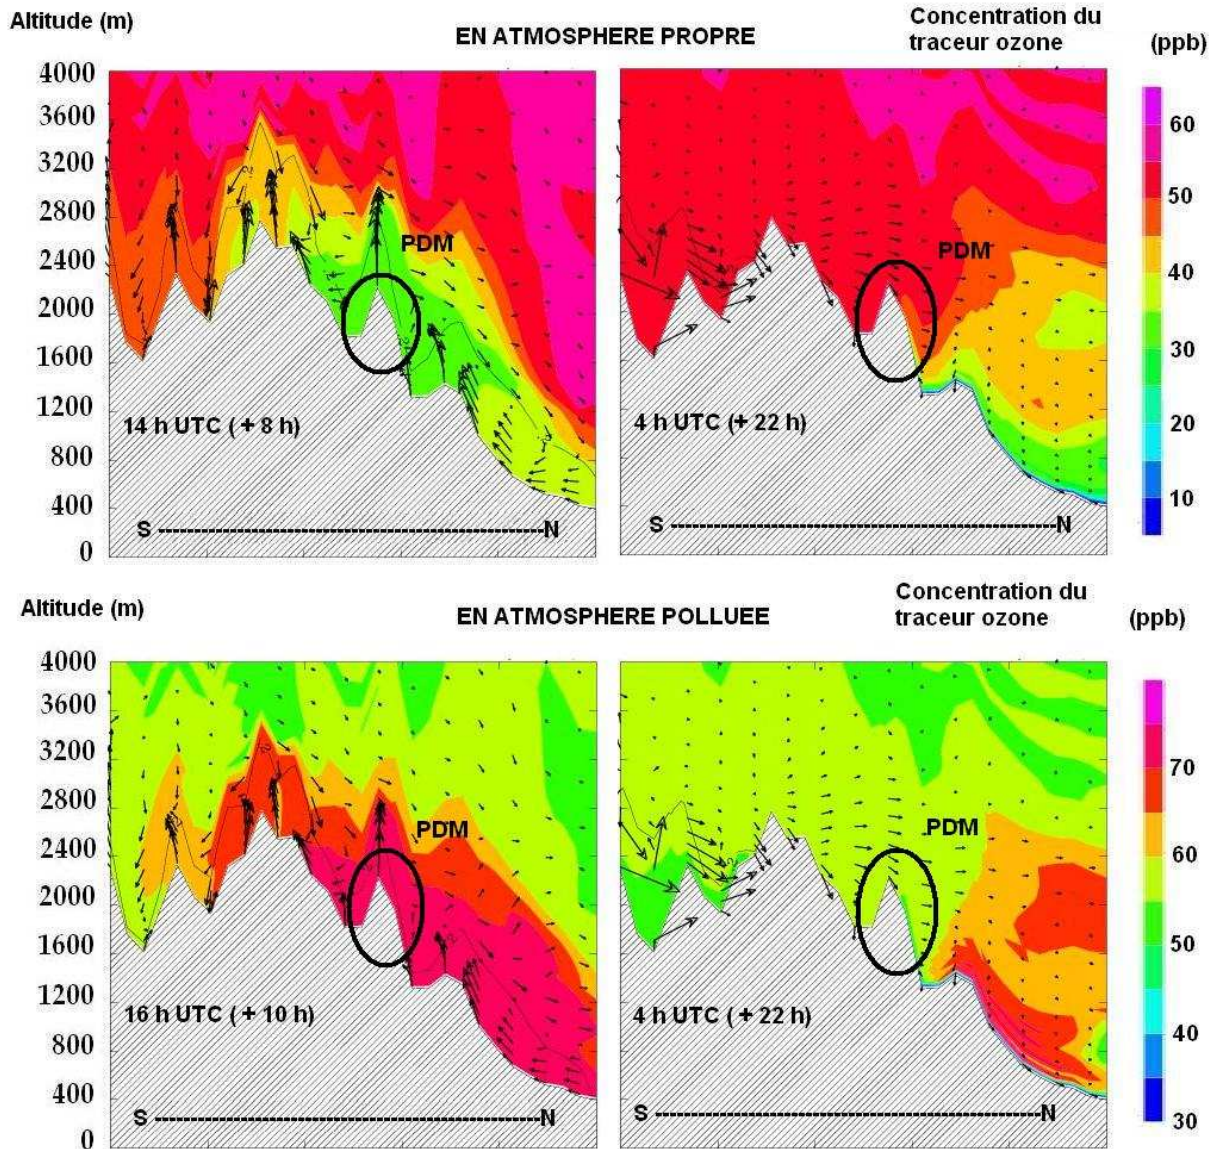 Altitude (m)
EN ATMOSPHERE PROPRE
Concentration du
traceur ozone
(ppb)
4000
3600
3200
2800
2400
2000
1600
1200
800
400
0
PDM
14 h UTC ( + 8 h)
S N
PDM
4 h UTC (+ 22 h)
S N
60
50
40
30
20
10
Altitude (m)
EN ATMOSPHERE POLLUEE
Concentration du
traceur ozone
(ppb)
4000
3600
3200
2800
2400
2000
1600
1200
800
400
0
PDM
16 h UTC ( + 10 h)
S N
PDM
4 h UTC (+ 22 h)
S N
70
60
50
40
30